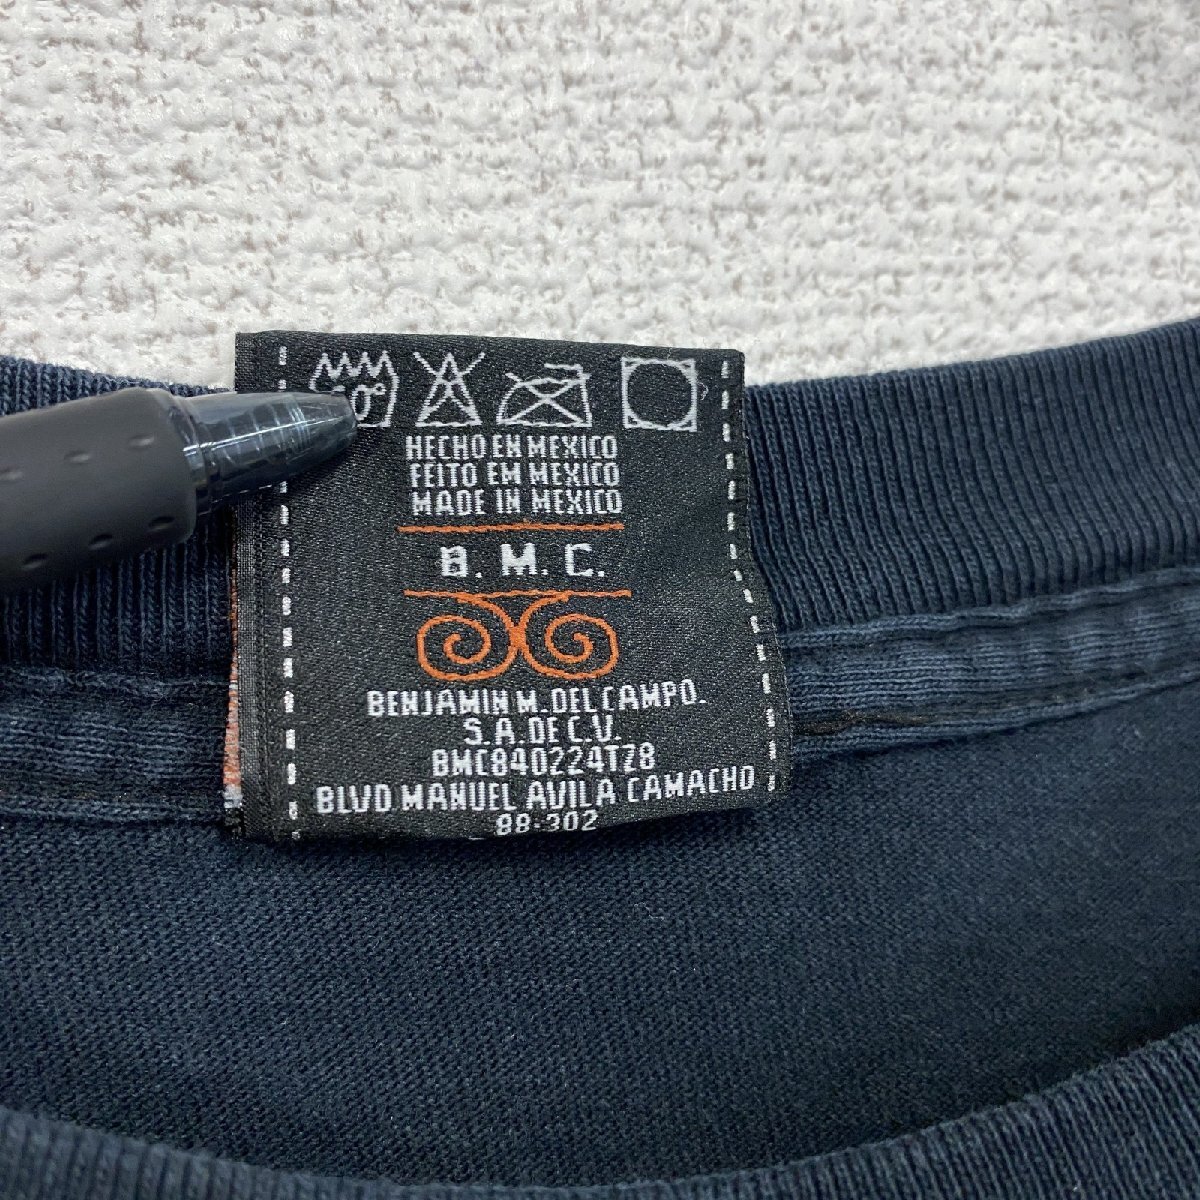 HECHO EN MEXICO
FEITO EM MEXICO
MADE IN MEXICO
B. M. C.
BENJAMIN M. DEL CAMPO.
S.A. DE C.V.
BMC840224TZ8
BLVD MANUEL AVILA CAMACHO
88-302